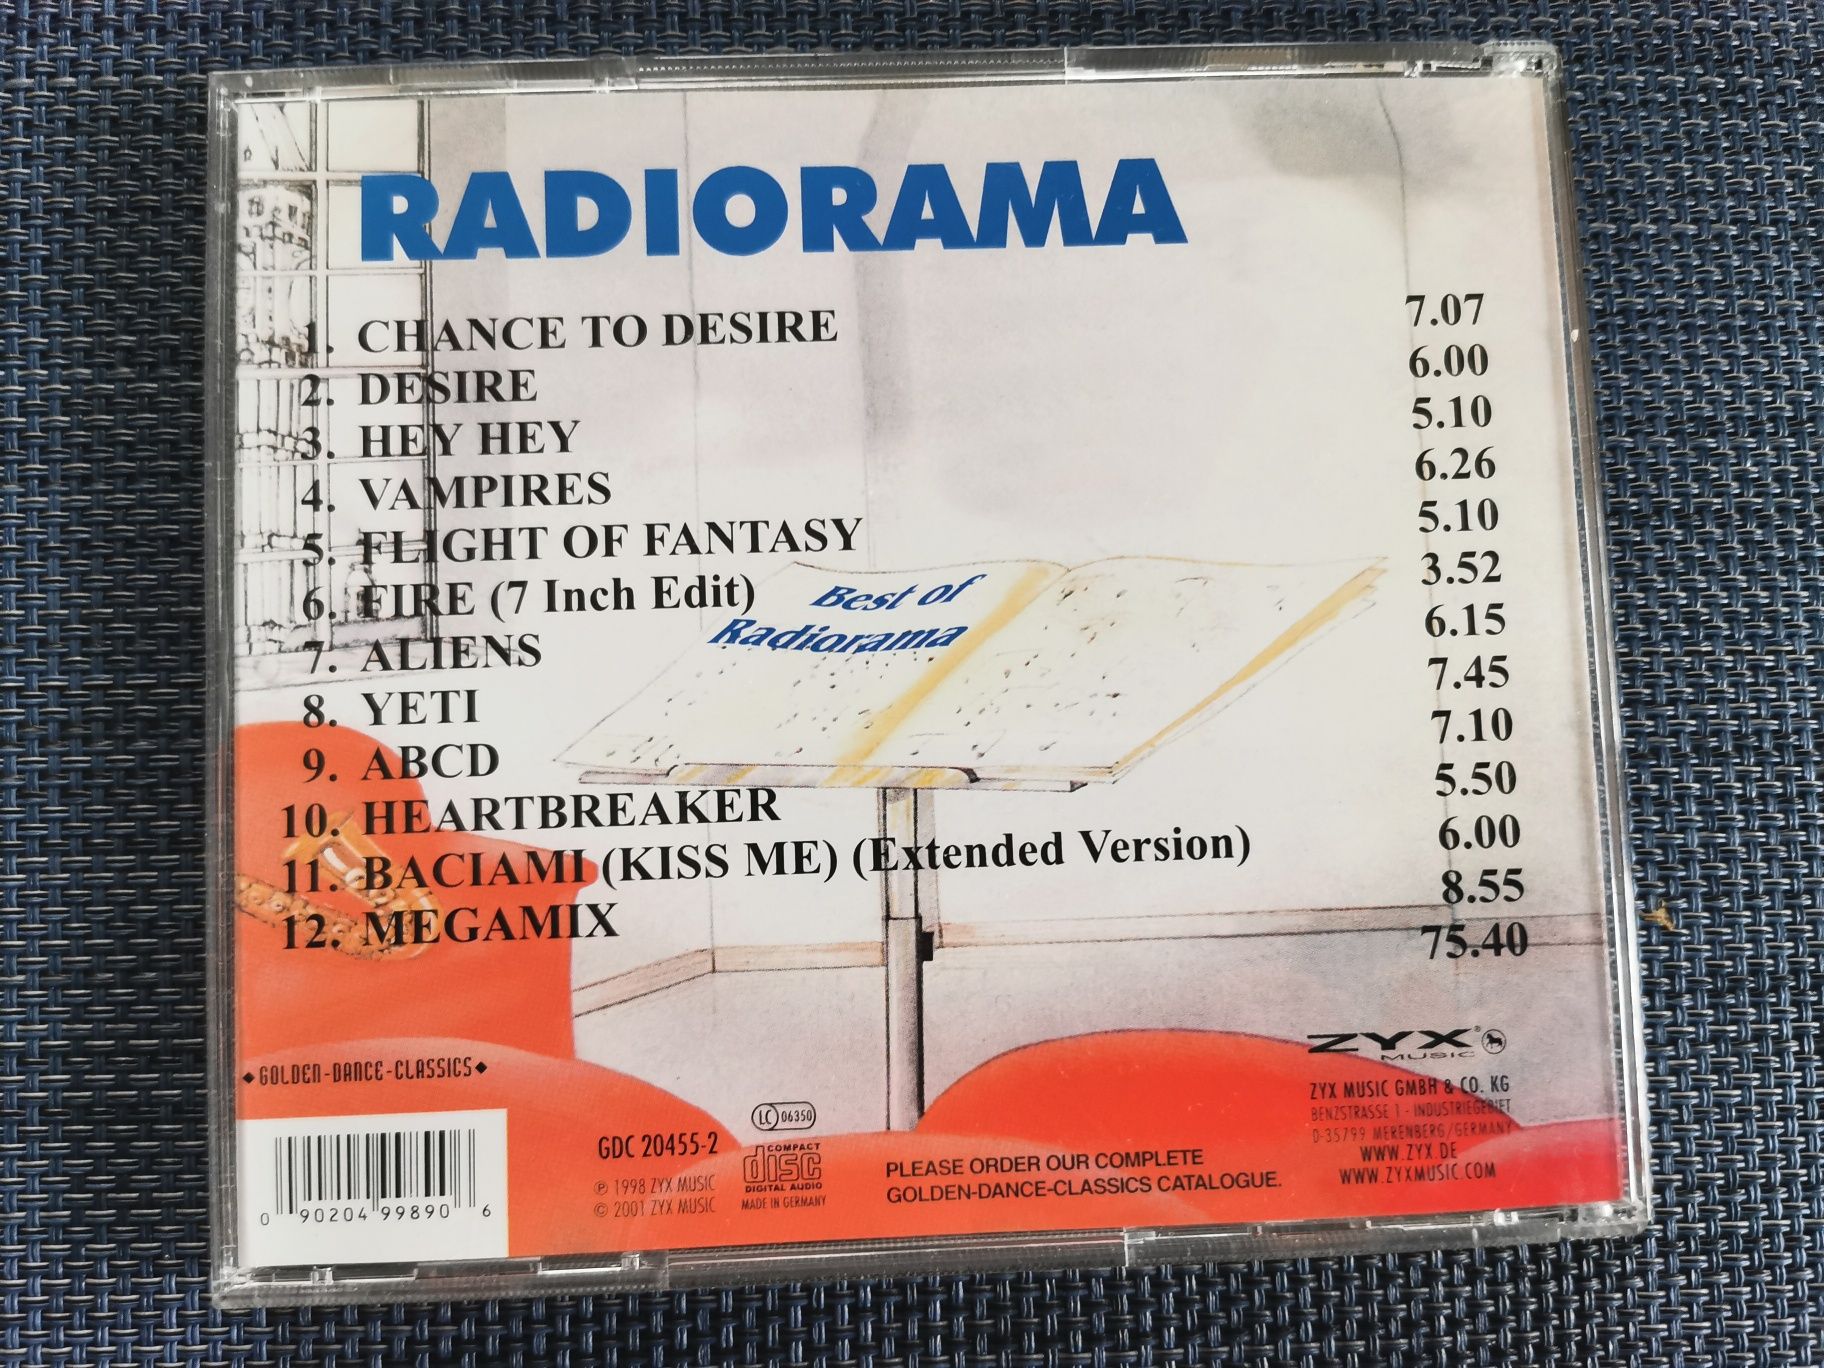 RADIORAMA
1. CHANCE TO DESIRE 7.07
2. DESIRE 6.00
3. HEY HEY 5.10
4. VAMPIRES 6.26
5. FLIGHT OF FANTASY 5.10
6. FIRE (7 Inch Edit) 3.52
7. ALIENS 6.15
8. YETI 7.45
9. ABCD 7.10
10. HEARTBREAKER 5.50
11. BACIAMI (KISS ME) (Extended Version) 6.00
12. MEGAMIX 8.55
75.40
Best of
Radiorama
GOLDEN-DANCE-CLASSICS
0 90204 99890 6
GDC 20455-2
℗ 1998 ZYX MUSIC
© 2001 ZYX MUSIC
LC 06350
COMPACT
disc
DIGITAL AUDIO
MADE IN GERMANY
PLEASE ORDER OUR COMPLETE
GOLDEN-DANCE-CLASSICS CATALOGUE.
ZYX®
MUSIC
ZYX MUSIC GMBH & CO. KG
BENZSTRASSE 1 - INDUSTRIEGEBIET
D-35799 MERENBERG/GERMANY
WWW.ZYX.DE
WWW.ZYXMUSIC.COM